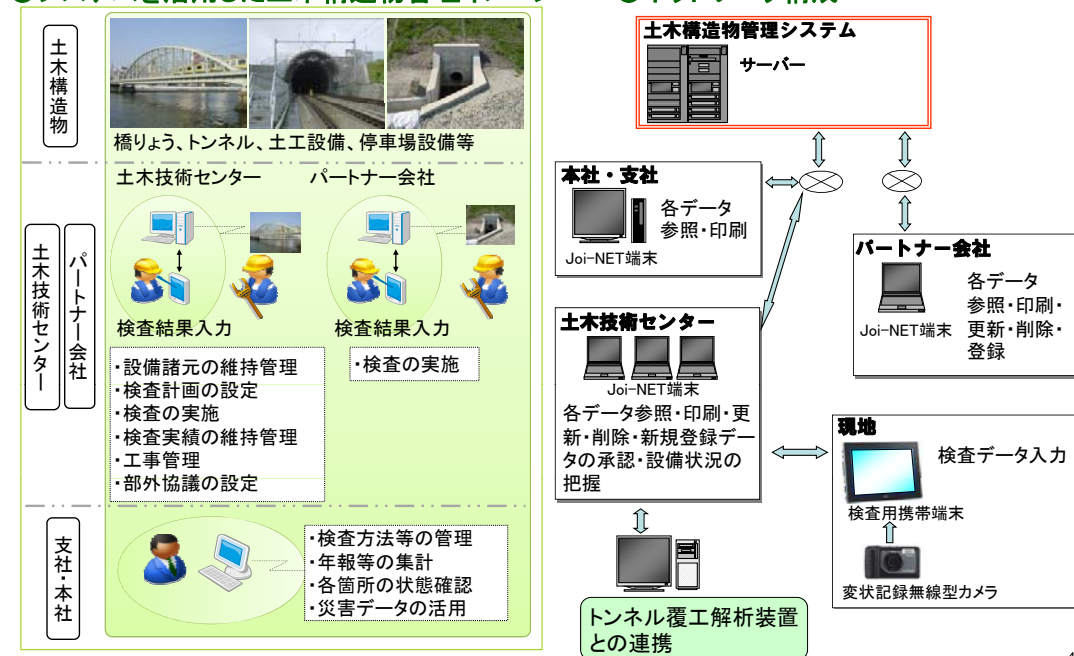 土木構造物
橋りょう、トンネル、土工設備、停車場設備等
土木技術センター
パートナー会社
土木技術センター
パートナー会社
検査結果入力
検査結果入力
・設備諸元の維持管理
・検査計画の設定
・検査の実施
・検査実績の維持管理
・工事管理
・部外協議の設定
・検査の実施
支社・本社
・検査方法等の管理
・年報等の集計
・各箇所の状態確認
・災害データの活用
土木構造物管理システム
サーバー
本社・支社
各データ
参照・印刷
Joi-NET端末
パートナー会社
各データ
参照・印刷・
更新・削除・
登録
Joi-NET端末
土木技術センター
Joi-NET端末
各データ参照・印刷・更
新・削除・新規登録デー
タの承認・設備状況の
把握
現地
検査データ入力
検査用携帯端末
変状記録無線型カメラ
トンネル覆工解析装置
との連携